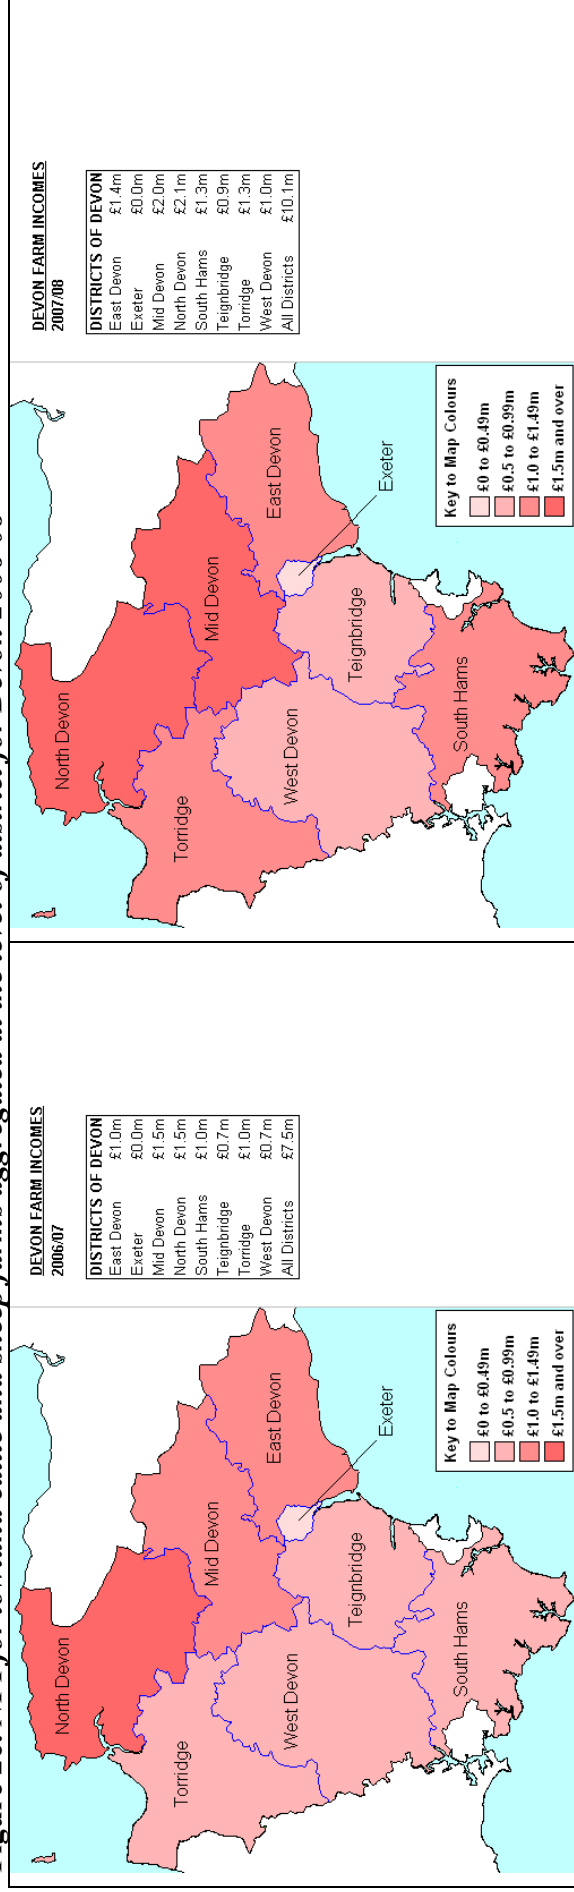 DEVON FARM INCOMES
2006/07
DISTRICTS OF DEVON
East Devon £1.0m
Exeter £0.0m
Mid Devon £1.5m
North Devon £1.5m
South Hams £1.0m
Teignbridge £0.7m
Torridge £1.0m
West Devon £0.7m
All Districts £7.5m
North Devon
Torridge
Mid Devon
East Devon
West Devon
Teignbridge
Exeter
South Hams
Key to Map Colours
£0 to £0.49m
£0.5 to £0.99m
£1.0 to £1.49m
£1.5m and over
DEVON FARM INCOMES
2007/08
DISTRICTS OF DEVON
East Devon £1.4m
Exeter £0.0m
Mid Devon £2.0m
North Devon £2.1m
South Hams £1.3m
Teignbridge £0.9m
Torridge £1.3m
West Devon £1.0m
All Districts £10.1m
North Devon
Torridge
Mid Devon
East Devon
West Devon
Teignbridge
Exeter
South Hams
Key to Map Colours
£0 to £0.49m
£0.5 to £0.99m
£1.0 to £1.49m
£1.5m and over